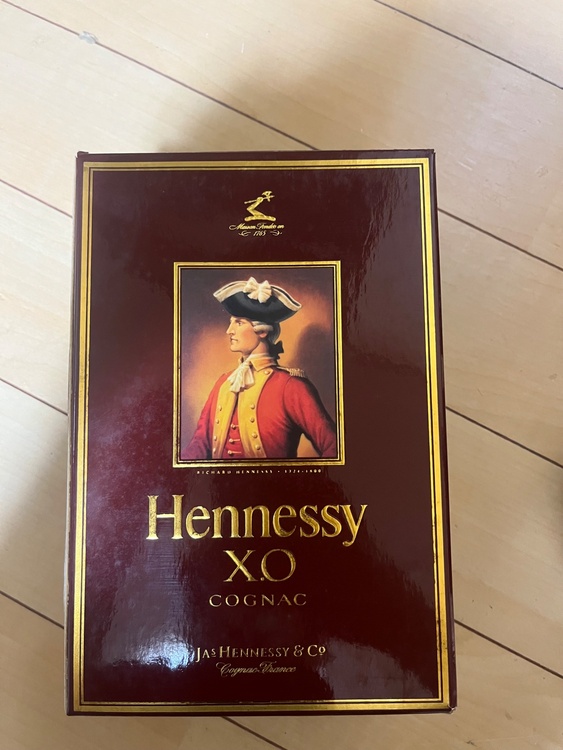 Maison Fondée en
1765
RICHARD HENNESSY • 1724-1800
Hennessy
X.O
COGNAC
JAS HENNESSY & Co
Cognac France